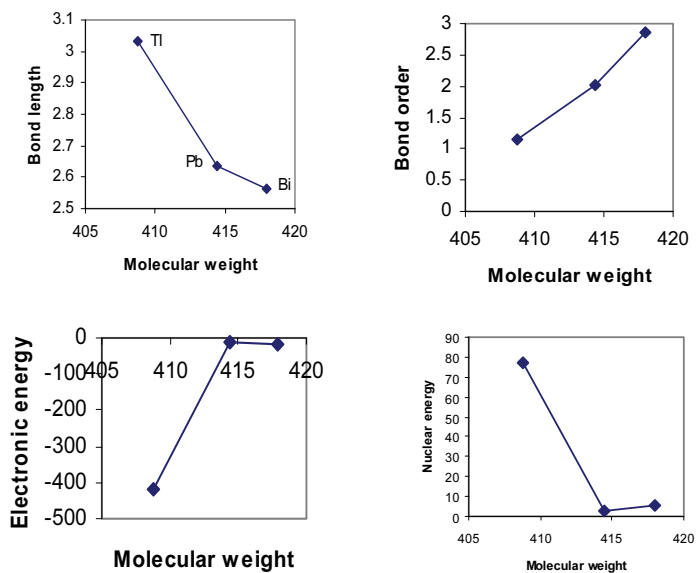 3.1
3
2.9
2.8
2.7
2.6
2.5
Bond length
Tl
Pb
Bi
405 410 415 420
Molecular weight
3
2.5
2
1.5
1
0.5
0
Bond order
405 410 415 420
Molecular weight
0
-100
-200
-300
-400
-500
Electronic energy
405 410 415 420
Molecular weight
90
80
70
60
50
40
30
20
10
0
Nuclear energy
405 410 415 420
Molecular weight